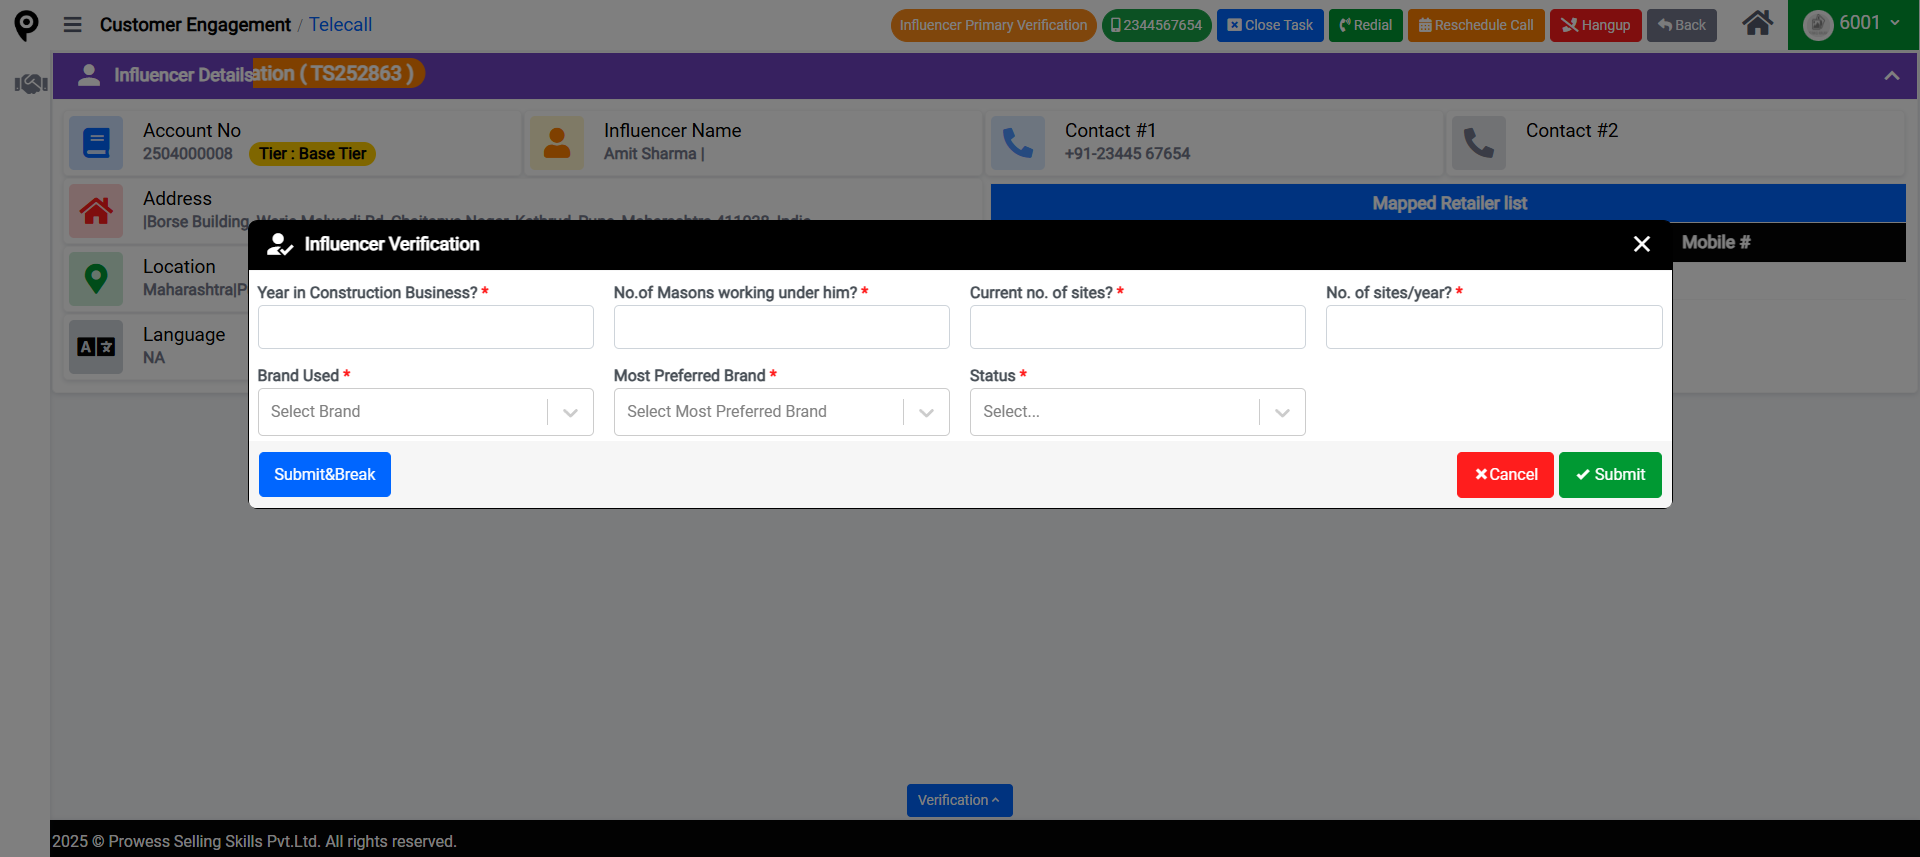 Customer Engagement / Telecall
Influencer Primary Verification
2344567654
Close Task
Redial
Reschedule Call
Hangup
Back
6001
Influencer Details
ation ( TS252863 )
Account No
2504000008
Tier : Base Tier
Influencer Name
Amit Sharma |
Contact #1
+91-23445 67654
Contact #2
Address
|Borse Building,
Mapped Retailer list
Mobile #
Location
Maharashtra|P
Language
NA
Influencer Verification
Year in Construction Business? *
No.of Masons working under him? *
Current no. of sites? *
No. of sites/year? *
Brand Used *
Most Preferred Brand *
Status *
Select Brand
Select Most Preferred Brand
Select...
Submit&Break
Cancel
Submit
Verification
2025 © Prowess Selling Skills Pvt.Ltd. All rights reserved.